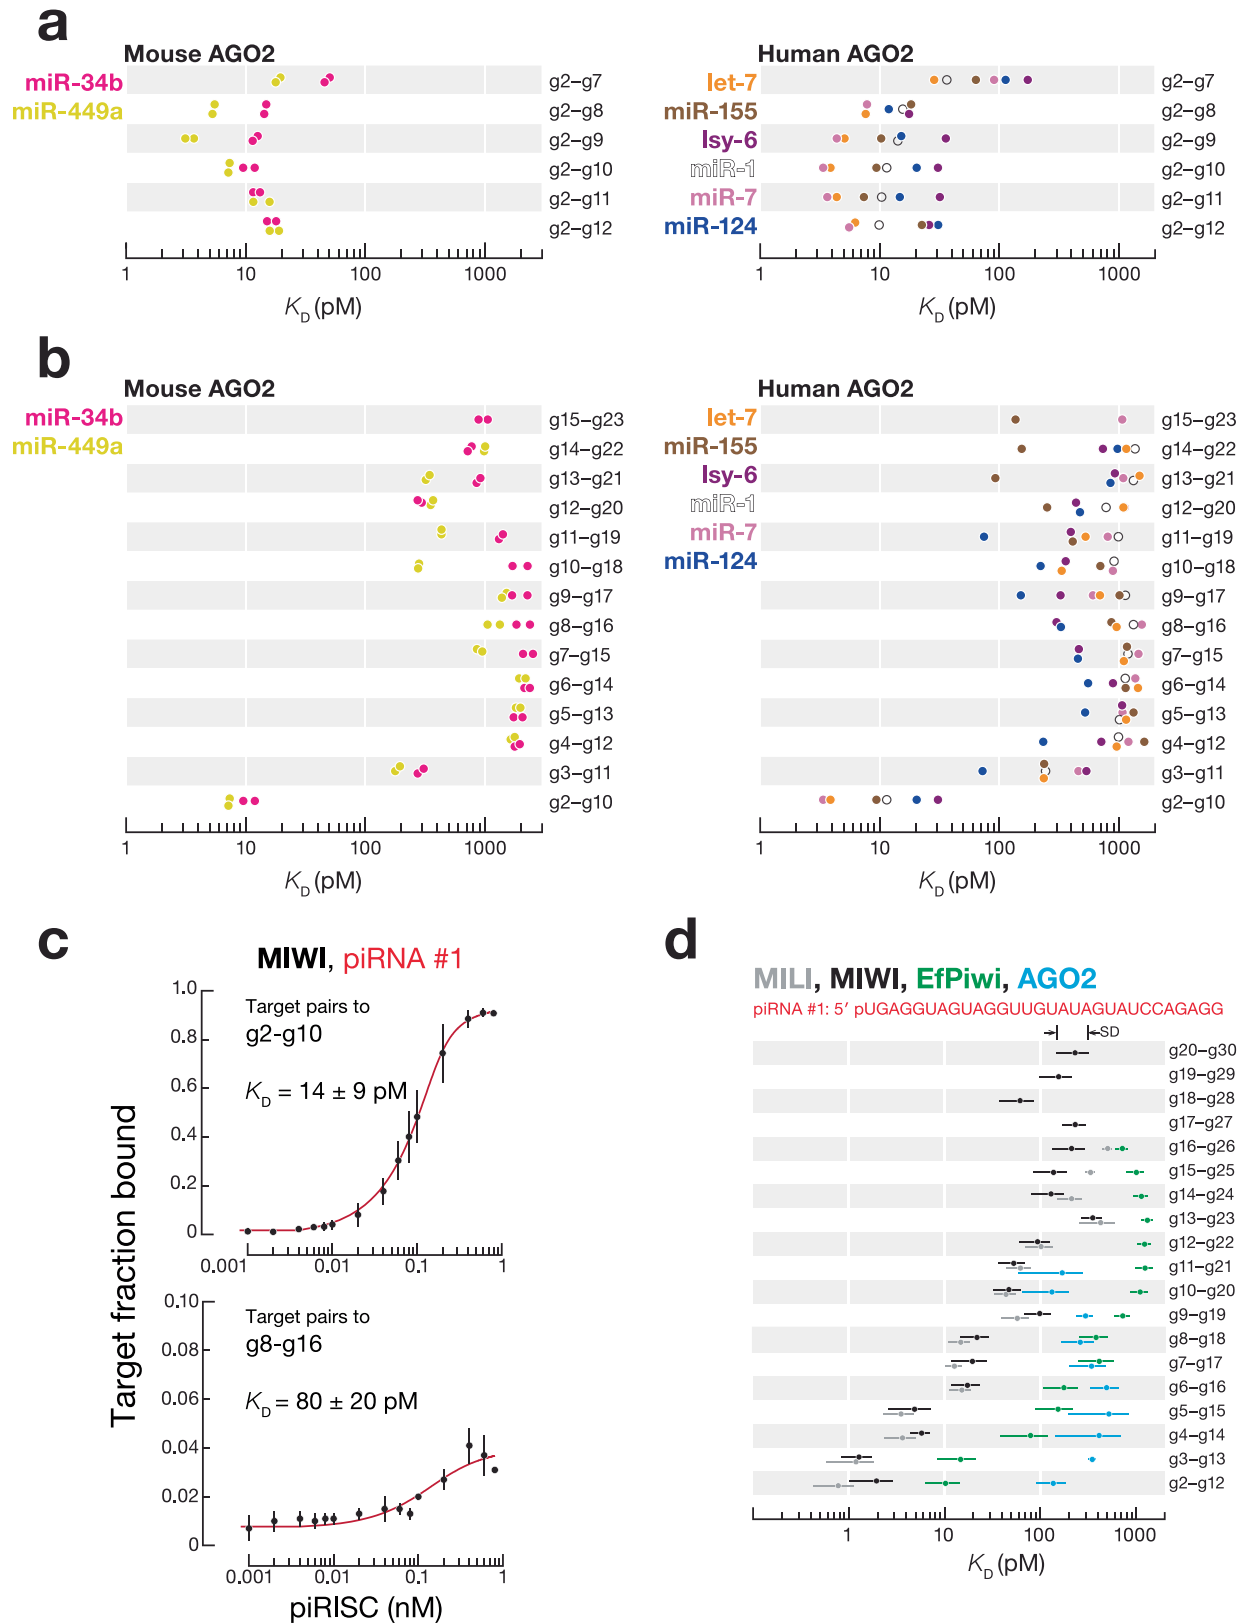 a
Mouse AGO2
miR-34b
miR-449a
g2–g7
g2–g8
g2–g9
g2–g10
g2–g11
g2–g12
1 10 100 1000
KD (pM)
Human AGO2
let-7
miR-155
lsy-6
miR-1
miR-7
miR-124
g2–g7
g2–g8
g2–g9
g2–g10
g2–g11
g2–g12
1 10 100 1000
KD (pM)
b
Mouse AGO2
miR-34b
miR-449a
g15–g23
g14–g22
g13–g21
g12–g20
g11–g19
g10–g18
g9–g17
g8–g16
g7–g15
g6–g14
g5–g13
g4–g12
g3–g11
g2–g10
1 10 100 1000
KD (pM)
Human AGO2
let-7
miR-155
lsy-6
miR-1
miR-7
miR-124
g15–g23
g14–g22
g13–g21
g12–g20
g11–g19
g10–g18
g9–g17
g8–g16
g7–g15
g6–g14
g5–g13
g4–g12
g3–g11
g2–g10
1 10 100 1000
KD (pM)
c
MIWI, piRNA #1
Target fraction bound
1.0
0.8
0.6
0.4
0.2
0
Target pairs to
g2-g10
KD = 14 ± 9 pM
0.001 0.01 0.1 1
0.10
0.08
0.06
0.04
0.02
0
Target pairs to
g8-g16
KD = 80 ± 20 pM
0.001 0.01 0.1 1
piRISC (nM)
d
MILI, MIWI, EfPiwi, AGO2
piRNA #1: 5′ pUGAGGUAGUAGGUUGUAUAGUAUCCAGAGG
SD
g20–g30
g19–g29
g18–g28
g17–g27
g16–g26
g15–g25
g14–g24
g13–g23
g12–g22
g11–g21
g10–g20
g9–g19
g8–g18
g7–g17
g6–g16
g5–g15
g4–g14
g3–g13
g2–g12
1 10 100 1000
KD (pM)